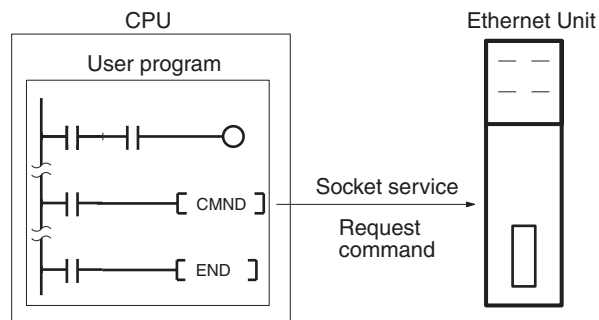 CPU
Ethernet Unit
User program
CMND
END
Socket service
Request
command